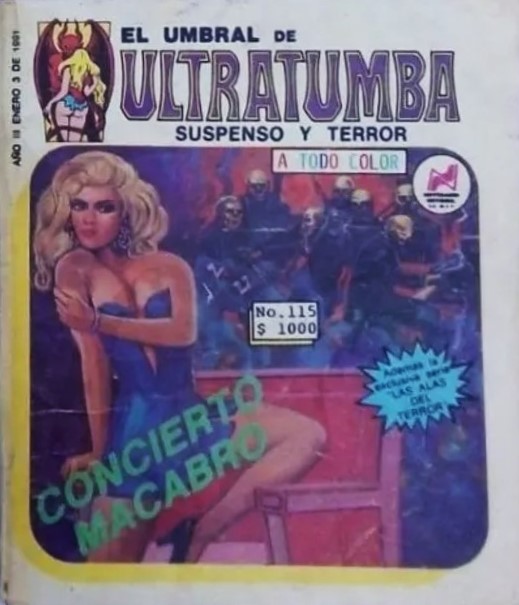 AÑO III ENERO 3 DE 1991
EL UMBRAL DE
ULTRATUMBA
SUSPENSO Y TERROR
A TODO COLOR
No. 115
$ 1000
Además la
exclusiva serie
"LAS ALAS
DEL
TERROR"
CONCIERTO
MACABRO